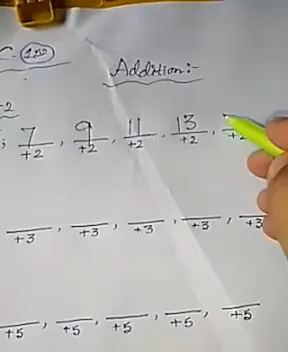 Addition:-
-2
; 7/+2, 9/+2, 11/+2, 13/+2, /+2
/+3, /+3, /+3, /+3, /+3
/+5, /+5, /+5, /+5, /+5